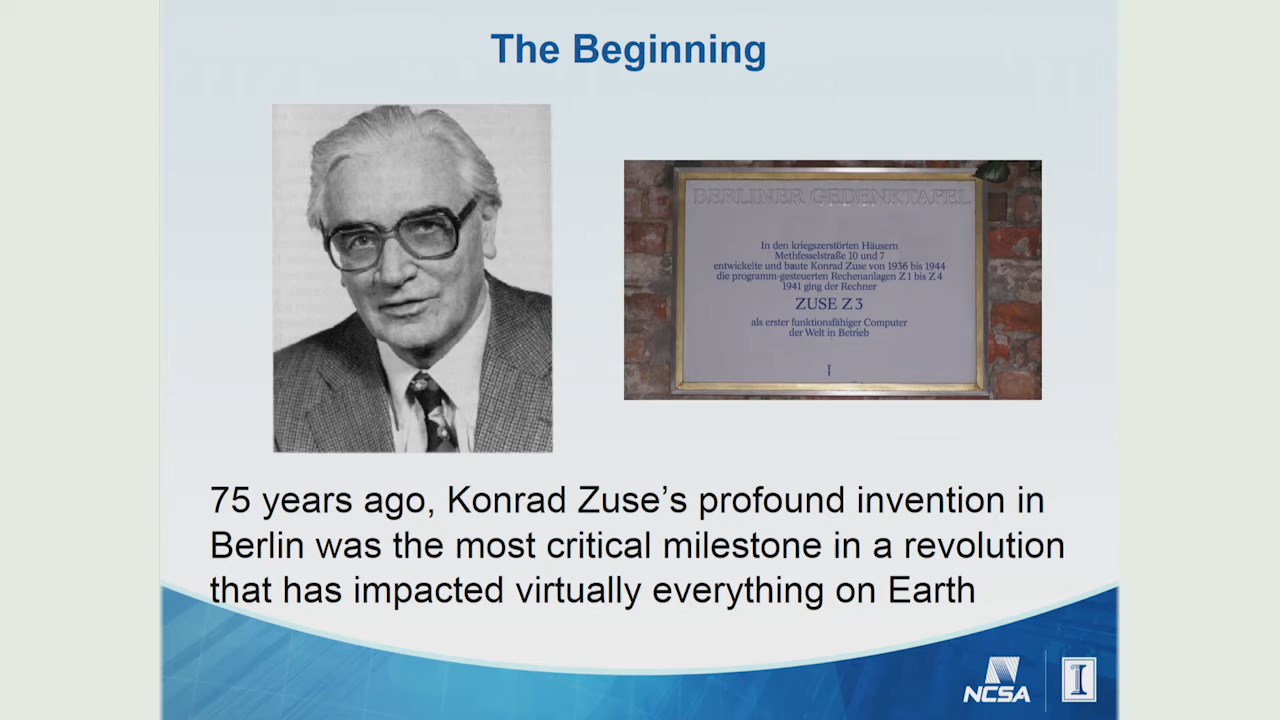 The Beginning
BERLINER GEDENKTAFEL
In den kriegszerstörten Häusern
Methfesselstraße 10 und 7
entwickelte und baute Konrad Zuse von 1936 bis 1944
die programm-gesteuerten Rechenanlagen Z 1 bis Z 4
1941 ging der Rechner
ZUSE Z 3
als erster funktionsfähiger Computer
der Welt in Betrieb
75 years ago, Konrad Zuse’s profound invention in
Berlin was the most critical milestone in a revolution
that has impacted virtually everything on Earth
NCSA
I